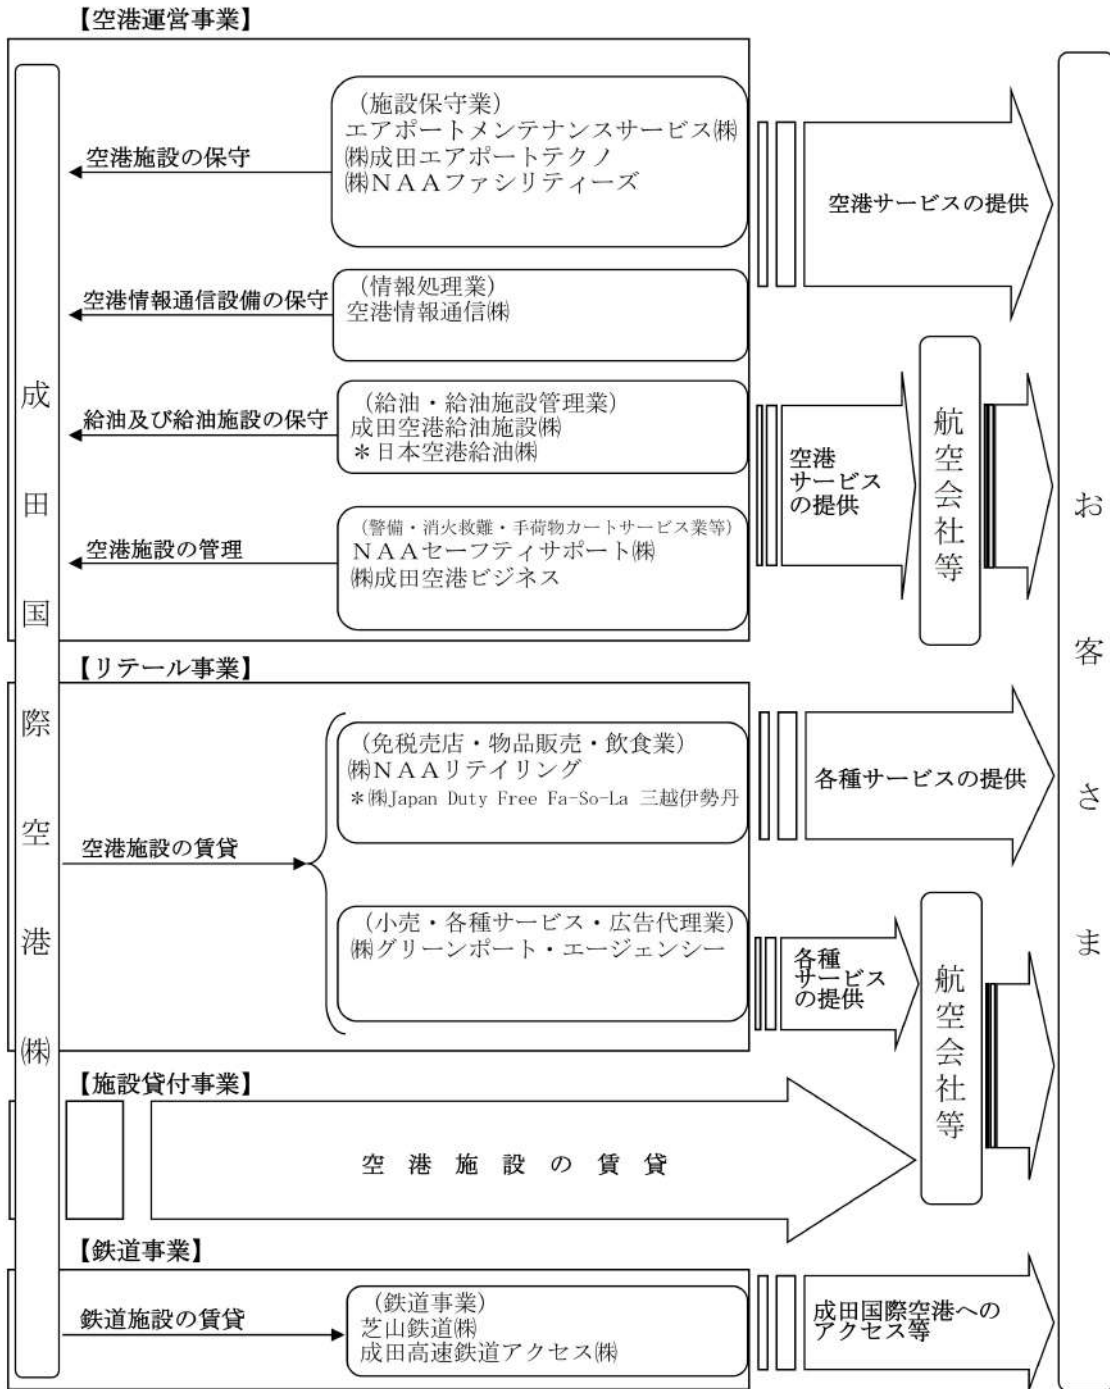 【空港運営事業】
(施設保守業)
エアポートメンテナンスサービス㈱
㈱成田エアポートテクノ
㈱NAAファシリティーズ
空港施設の保守
空港サービスの提供
(情報処理業)
空港情報通信㈱
空港情報通信設備の保守
(給油・給油施設管理業)
成田空港給油施設㈱
*日本空港給油㈱
給油及び給油施設の保守
(警備・消火救難・手荷物カートサービス業等)
NAAセーフティサポート㈱
㈱成田空港ビジネス
空港施設の管理
空港
サービス
の提供
航空会社等
成田国際空港㈱
お客さま
【リテール事業】
(免税売店・物品販売・飲食業)
㈱NAAリテイリング
*㈱Japan Duty Free Fa-So-La 三越伊勢丹
各種サービスの提供
空港施設の賃貸
(小売・各種サービス・広告代理業)
㈱グリーンポート・エージェンシー
各種
サービス
の提供
航空会社等
【施設貸付事業】
空港施設の賃貸
【鉄道事業】
鉄道施設の賃貸
(鉄道事業)
芝山鉄道㈱
成田高速鉄道アクセス㈱
成田国際空港への
アクセス等